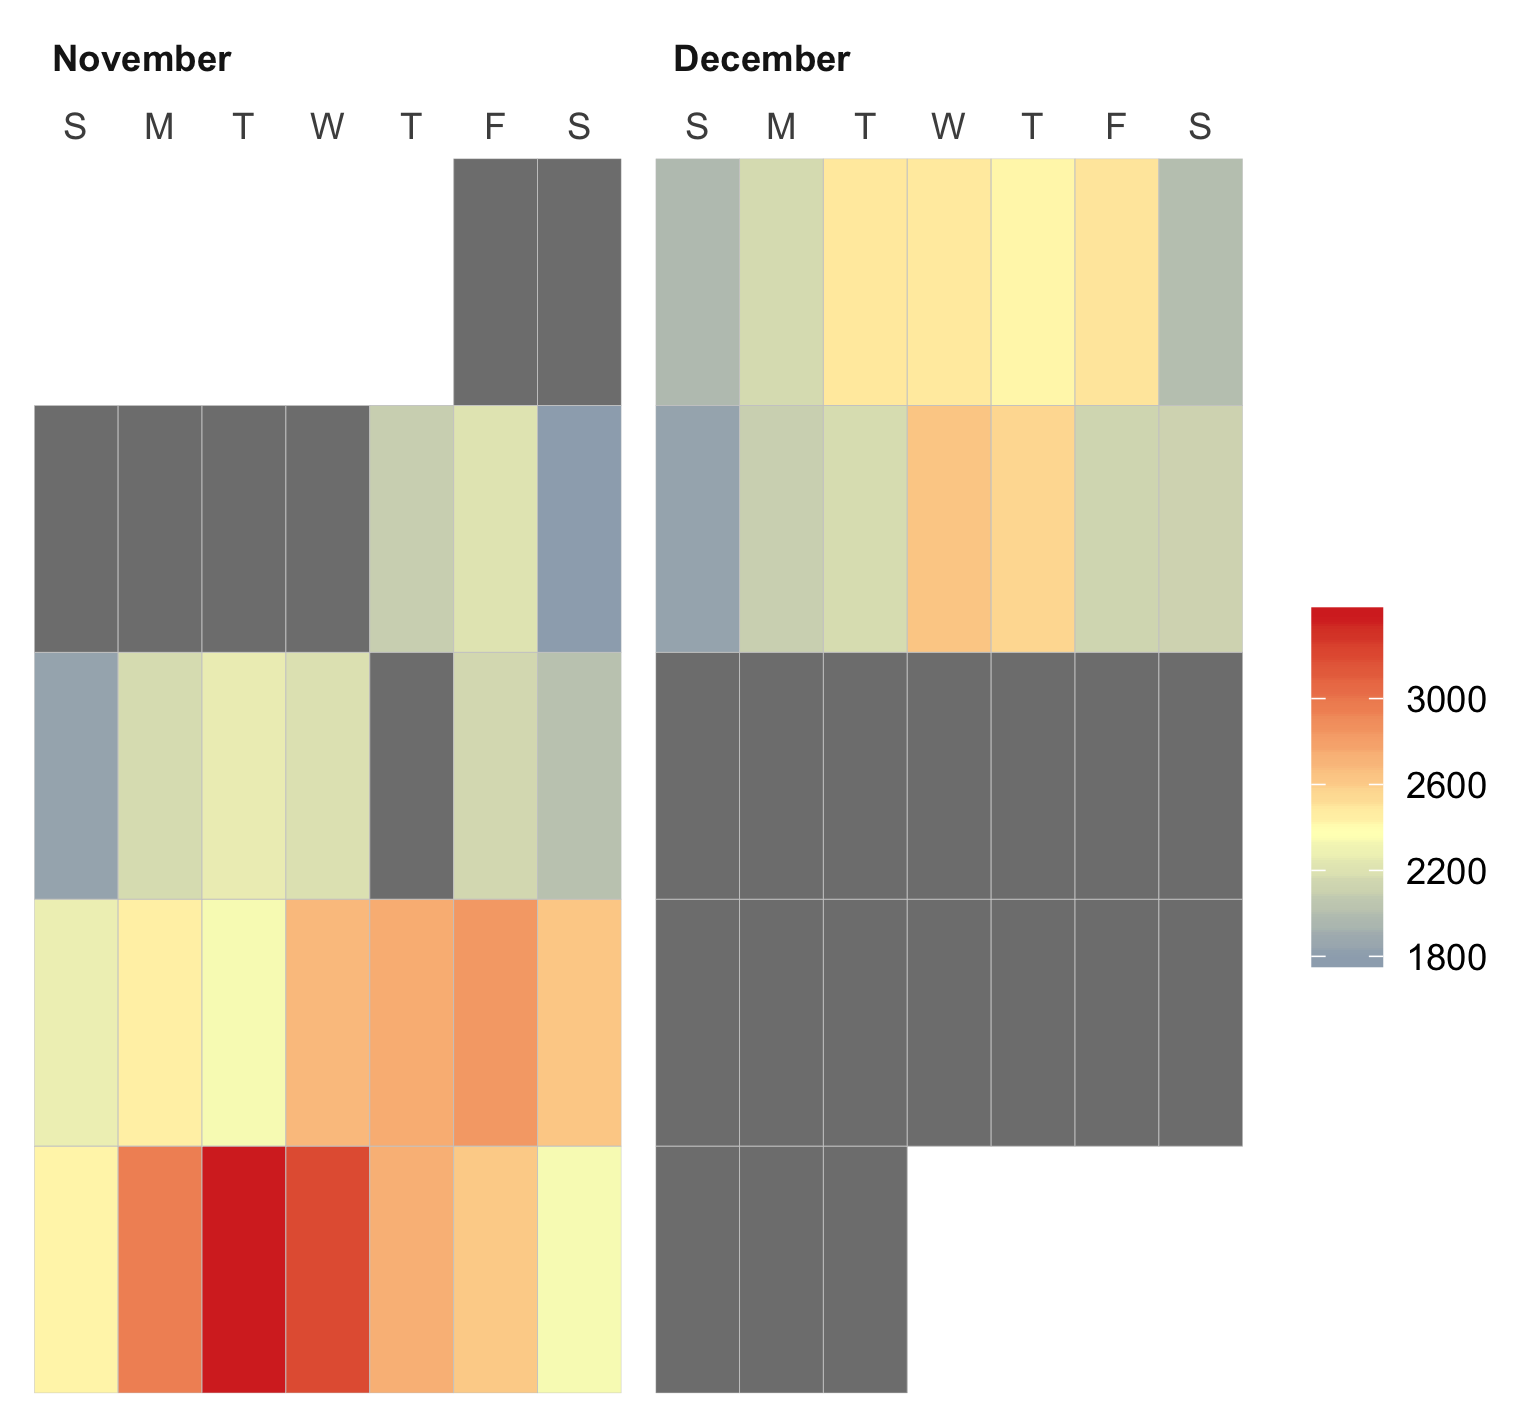 November
December
S M T W T F S
S M T W T F S
3000
2600
2200
1800